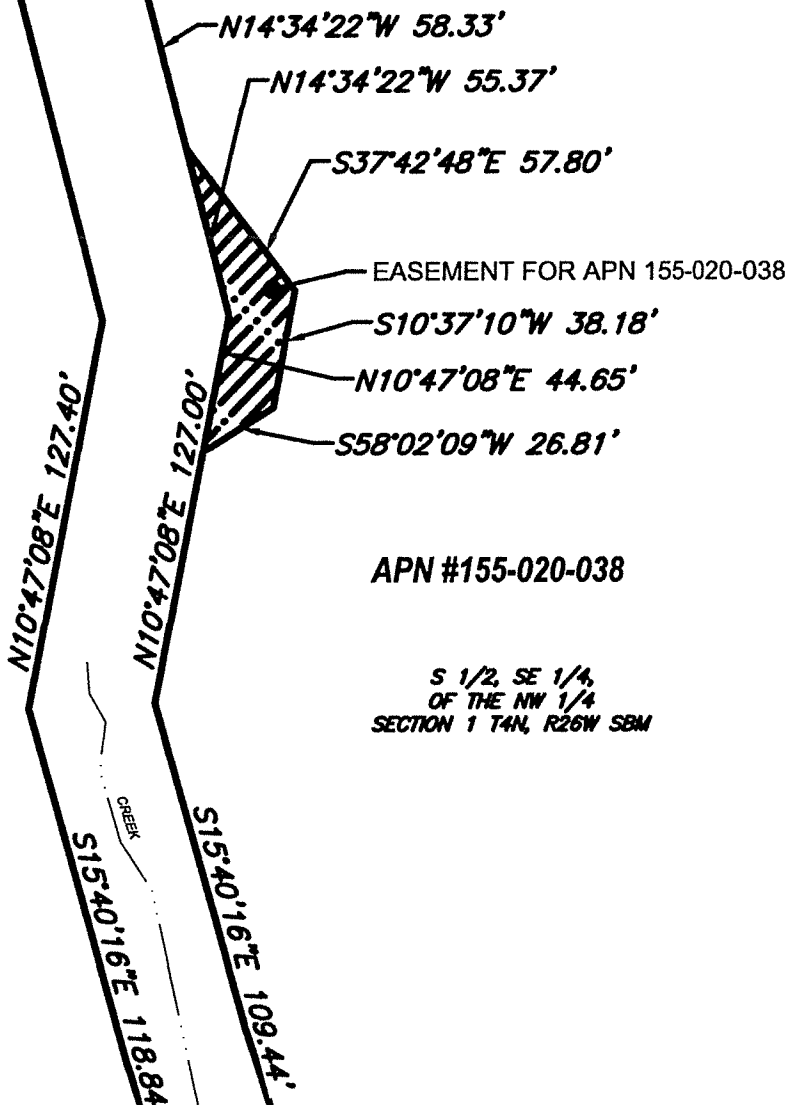 N14°34'22"W 58.33'
N14°34'22"W 55.37'
S37°42'48"E 57.80'
EASEMENT FOR APN 155-020-038
S10°37'10"W 38.18'
N10°47'08"E 44.65'
S58°02'09"W 26.81'
N10°47'08"E 127.40'
N10°47'08"E 127.00'
APN #155-020-038
S 1/2, SE 1/4,
OF THE NW 1/4
SECTION 1 T4N, R26W SBM
CREEK
S15°40'16"E 118.84
S15°40'16"E 109.44'